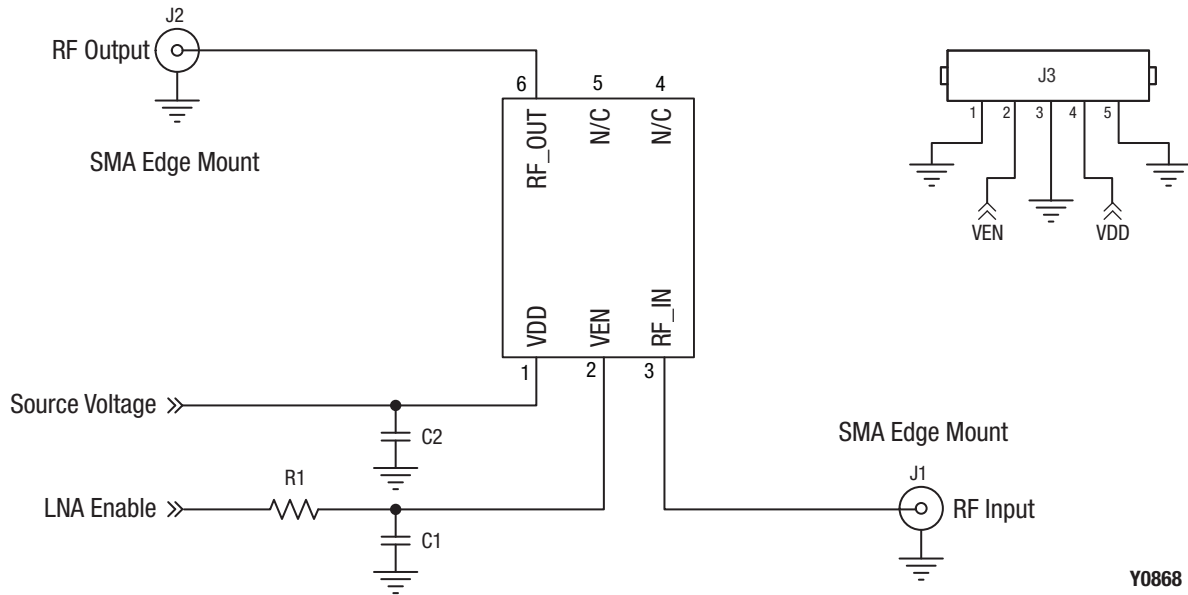 J2
RF Output
SMA Edge Mount
J3
1 2 3 4 5
VEN
VDD
6 5 4
RF_OUT
N/C
N/C
VDD
VEN
RF_IN
1 2 3
Source Voltage
C2
R1
LNA Enable
C1
SMA Edge Mount
J1
RF Input
Y0868